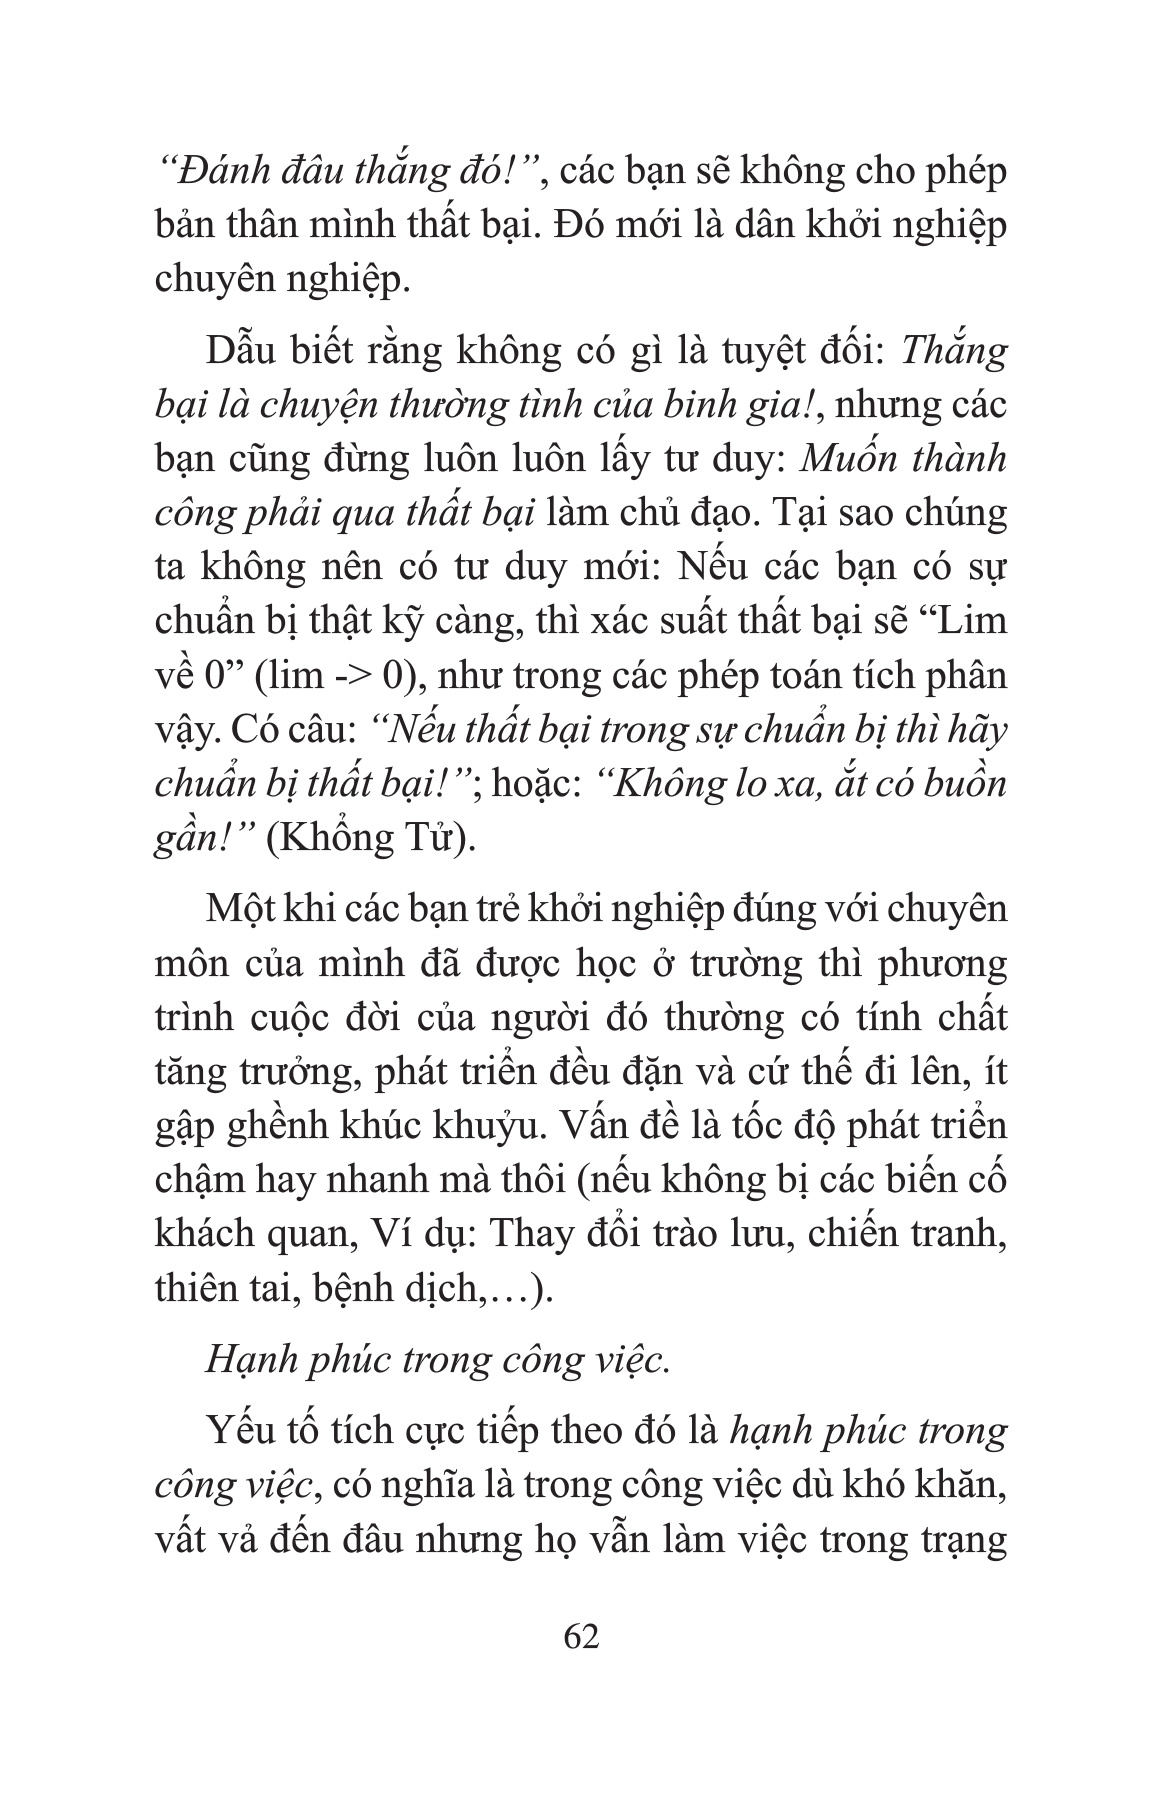 “Đánh đâu thắng đó!”, các bạn sẽ không cho phép
bản thân mình thất bại. Đó mới là dân khởi nghiệp
chuyên nghiệp.
Dẫu biết rằng không có gì là tuyệt đối: Thắng
bại là chuyện thường tình của binh gia!, nhưng các
bạn cũng đừng luôn luôn lấy tư duy: Muốn thành
công phải qua thất bại làm chủ đạo. Tại sao chúng
ta không nên có tư duy mới: Nếu các bạn có sự
chuẩn bị thật kỹ càng, thì xác suất thất bại sẽ “Lim
về 0” (lim -> 0), như trong các phép toán tích phân
vậy. Có câu: “Nếu thất bại trong sự chuẩn bị thì hãy
chuẩn bị thất bại!”; hoặc: “Không lo xa, ắt có buồn
gần!” (Khổng Tử).
Một khi các bạn trẻ khởi nghiệp đúng với chuyên
môn của mình đã được học ở trường thì phương
trình cuộc đời của người đó thường có tính chất
tăng trưởng, phát triển đều đặn và cứ thế đi lên, ít
gập ghềnh khúc khuỷu. Vấn đề là tốc độ phát triển
chậm hay nhanh mà thôi (nếu không bị các biến cố
khách quan, Ví dụ: Thay đổi trào lưu, chiến tranh,
thiên tai, bệnh dịch,…).
Hạnh phúc trong công việc.
Yếu tố tích cực tiếp theo đó là hạnh phúc trong
công việc, có nghĩa là trong công việc dù khó khăn,
vất vả đến đâu nhưng họ vẫn làm việc trong trạng
62